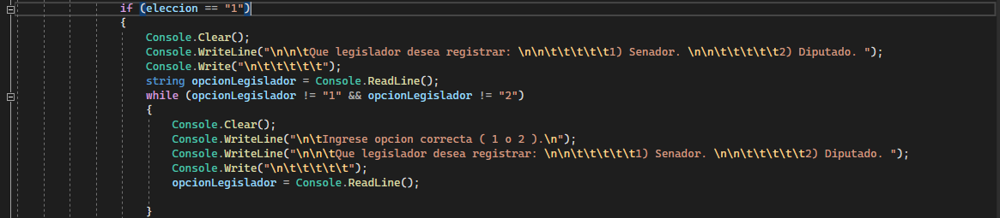 if (eleccion == "1")
{
Console.Clear();
Console.WriteLine("\n\n\tQue legislador desea registrar: \n\n\t\t\t\t\t1) Senador. \n\n\t\t\t\t\t2) Diputado. ");
Console.Write("\n\t\t\t\t\t");
string opcionLegislador = Console.ReadLine();
while (opcionLegislador != "1" && opcionLegislador != "2")
{
Console.Clear();
Console.WriteLine("\n\tIngrese opcion correcta ( 1 o 2 ).\n");
Console.WriteLine("\n\n\tQue legislador desea registrar: \n\n\t\t\t\t\t1) Senador. \n\n\t\t\t\t\t2) Diputado. ");
Console.Write("\n\t\t\t\t\t");
opcionLegislador = Console.ReadLine();
}